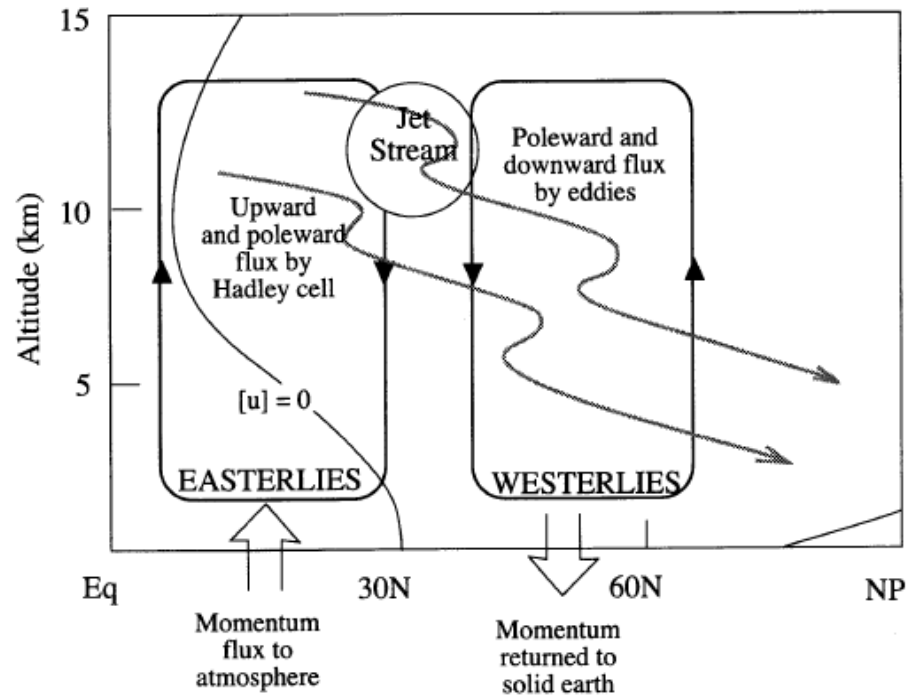 15
Jet
Stream
Poleward and
downward flux
by eddies
10
Upward
and poleward
flux by
Hadley cell
Altitude (km)
5
[u] = 0
EASTERLIES
WESTERLIES
Eq
30N
60N
NP
Momentum
flux to
atmosphere
Momentum
returned to
solid earth